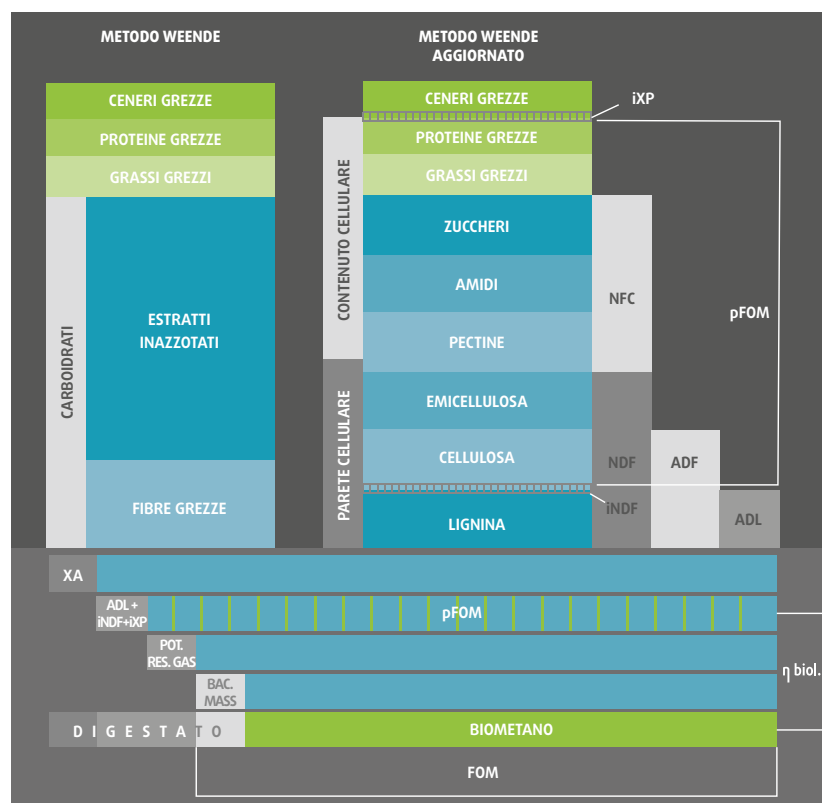 METODO WEENDE
METODO WEENDE
AGGIORNATO
CENERI GREZZE
PROTEINE GREZZE
GRASSI GREZZI
CARBOIDRATI
ESTRATTI
INAZZOTATI
FIBRE GREZZE
CENERI GREZZE
iXP
PROTEINE GREZZE
GRASSI GREZZI
CONTENUTO CELLULARE
ZUCCHERI
AMIDI
PECTINE
NFC
pFOM
PARETE CELLULARE
EMICELLULOSA
CELLULOSA
LIGNINA
NDF
ADF
iNDF
ADL
XA
ADL +
iNDF+iXP
pFOM
POT.
RES. GAS
η biol.
BAC.
MASS
DIGESTATO
BIOMETANO
FOM